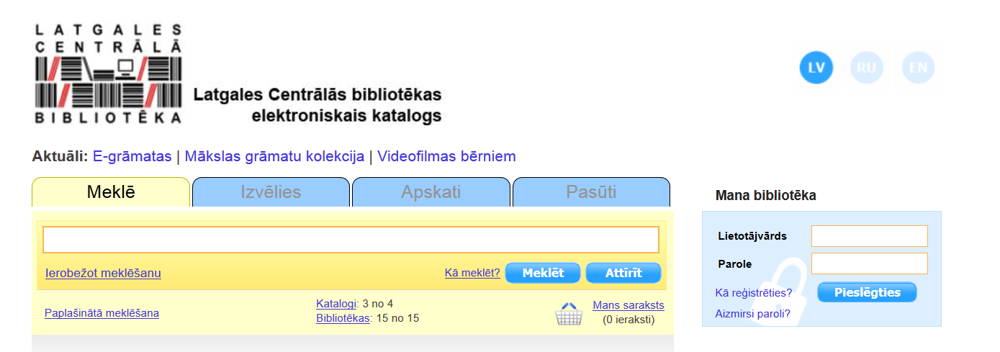 LATGALES
CENTRĀLĀ
BIBLIOTĒKA
Latgales Centrālās bibliotēkas
elektroniskais katalogs
LV RU EN
Aktuāli: E-grāmatas | Mākslas grāmatu kolekcija | Videofilmas bērniem
Meklē Izvēlies Apskati Pasūti
Ierobežot meklēšanu Kā meklēt? Meklēt Attīrīt
Paplašinātā meklēšana
Katalogi: 3 no 4
Bibliotēkas: 15 no 15
Mans saraksts
(0 ieraksti)
Mana bibliotēka
Lietotājvārds
Parole
Kā reģistrēties? Pieslēgties
Aizmirsi paroli?